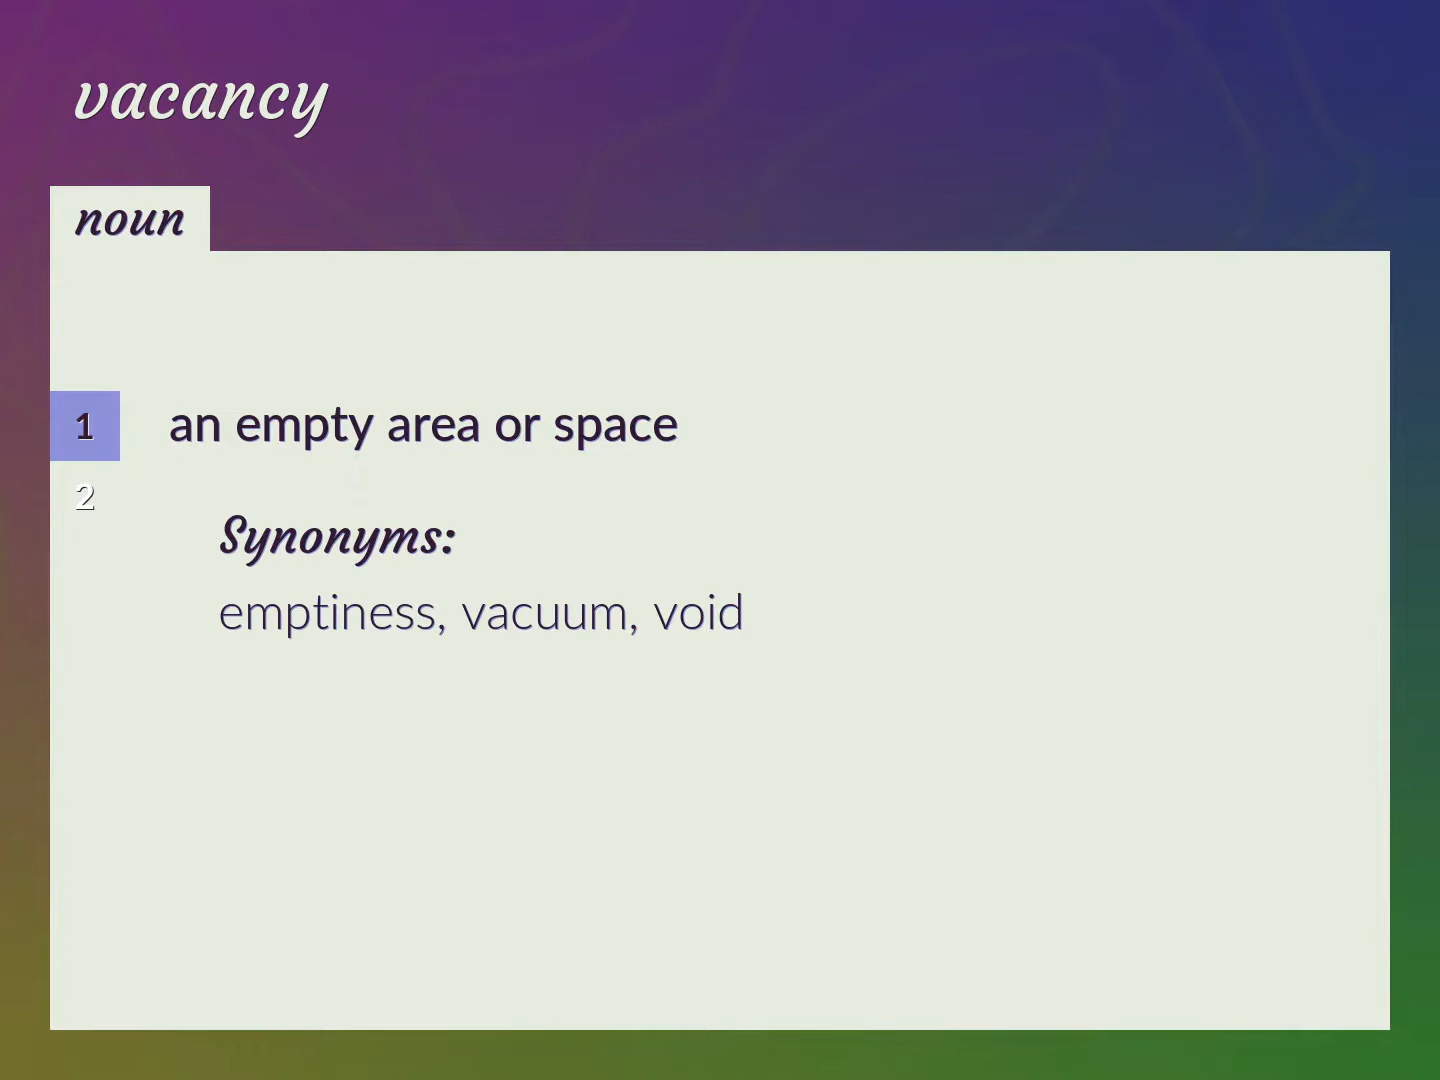 vacancy
noun
1 an empty area or space
2
Synonyms:
emptiness, vacuum, void